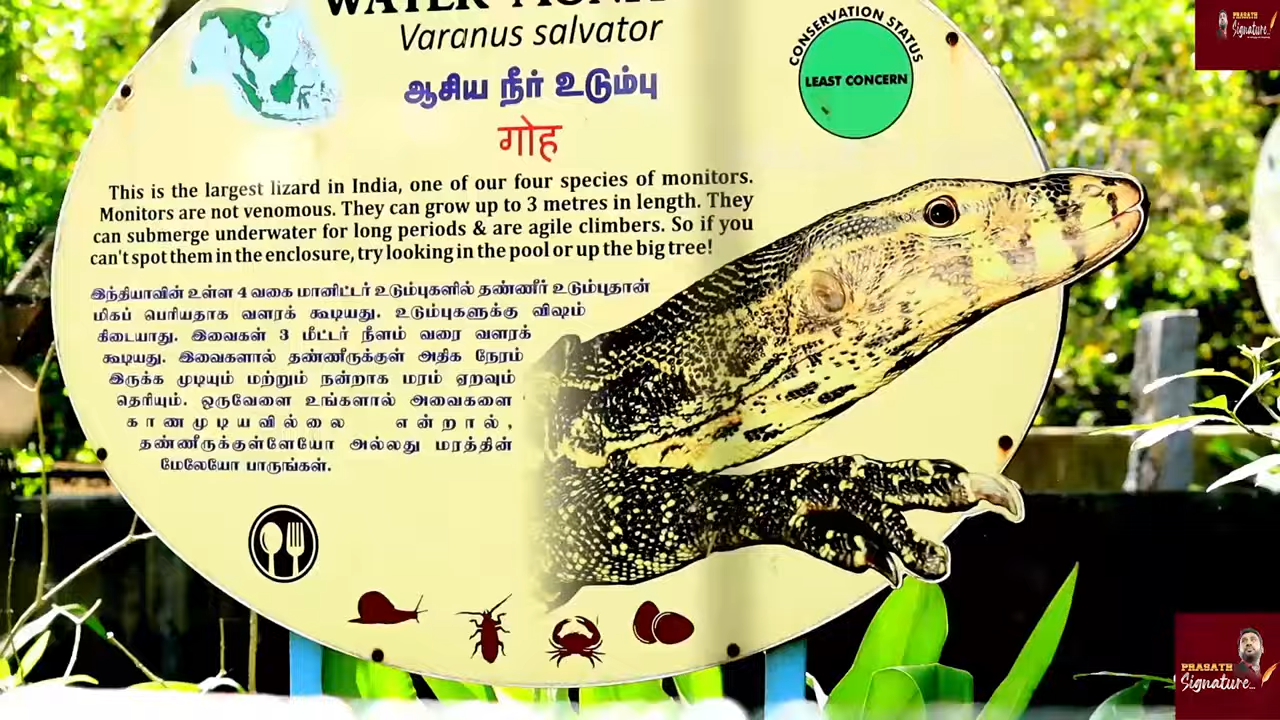 WATER MONI
Varanus salvator
ஆசிய நீர் உடும்பு
गोह
CONSERVATION STATUS
LEAST CONCERN
This is the largest lizard in India, one of our four species of monitors.
Monitors are not venomous. They can grow up to 3 metres in length. They
can submerge underwater for long periods & are agile climbers. So if you
can't spot them in the enclosure, try looking in the pool or up the big tree!
இந்தியாவின் உள்ள 4 வகை மானிட்டர் உடும்புகளில் தண்ணீர் உடும்புதான்
மிகப் பெரியதாக வளரக் கூடியது. உடும்புகளுக்கு விஷம்
கிடையாது. இவைகள் 3 மீட்டர் நீளம் வரை வளரக்
கூடியது. இவைகளால் தண்ணீருக்குள் அதிக நேரம்
இருக்க முடியும் மற்றும் நன்றாக மரம் ஏறவும்
தெரியும். ஒருவேளை உங்களால் அவைகளை
காணமுடியவில்லை என்றால்,
தண்ணீருக்குள்ளேயோ அல்லது மரத்தின்
மேலேயோ பாருங்கள்.
PRASATH
Signature...
PRASATH
Signature...